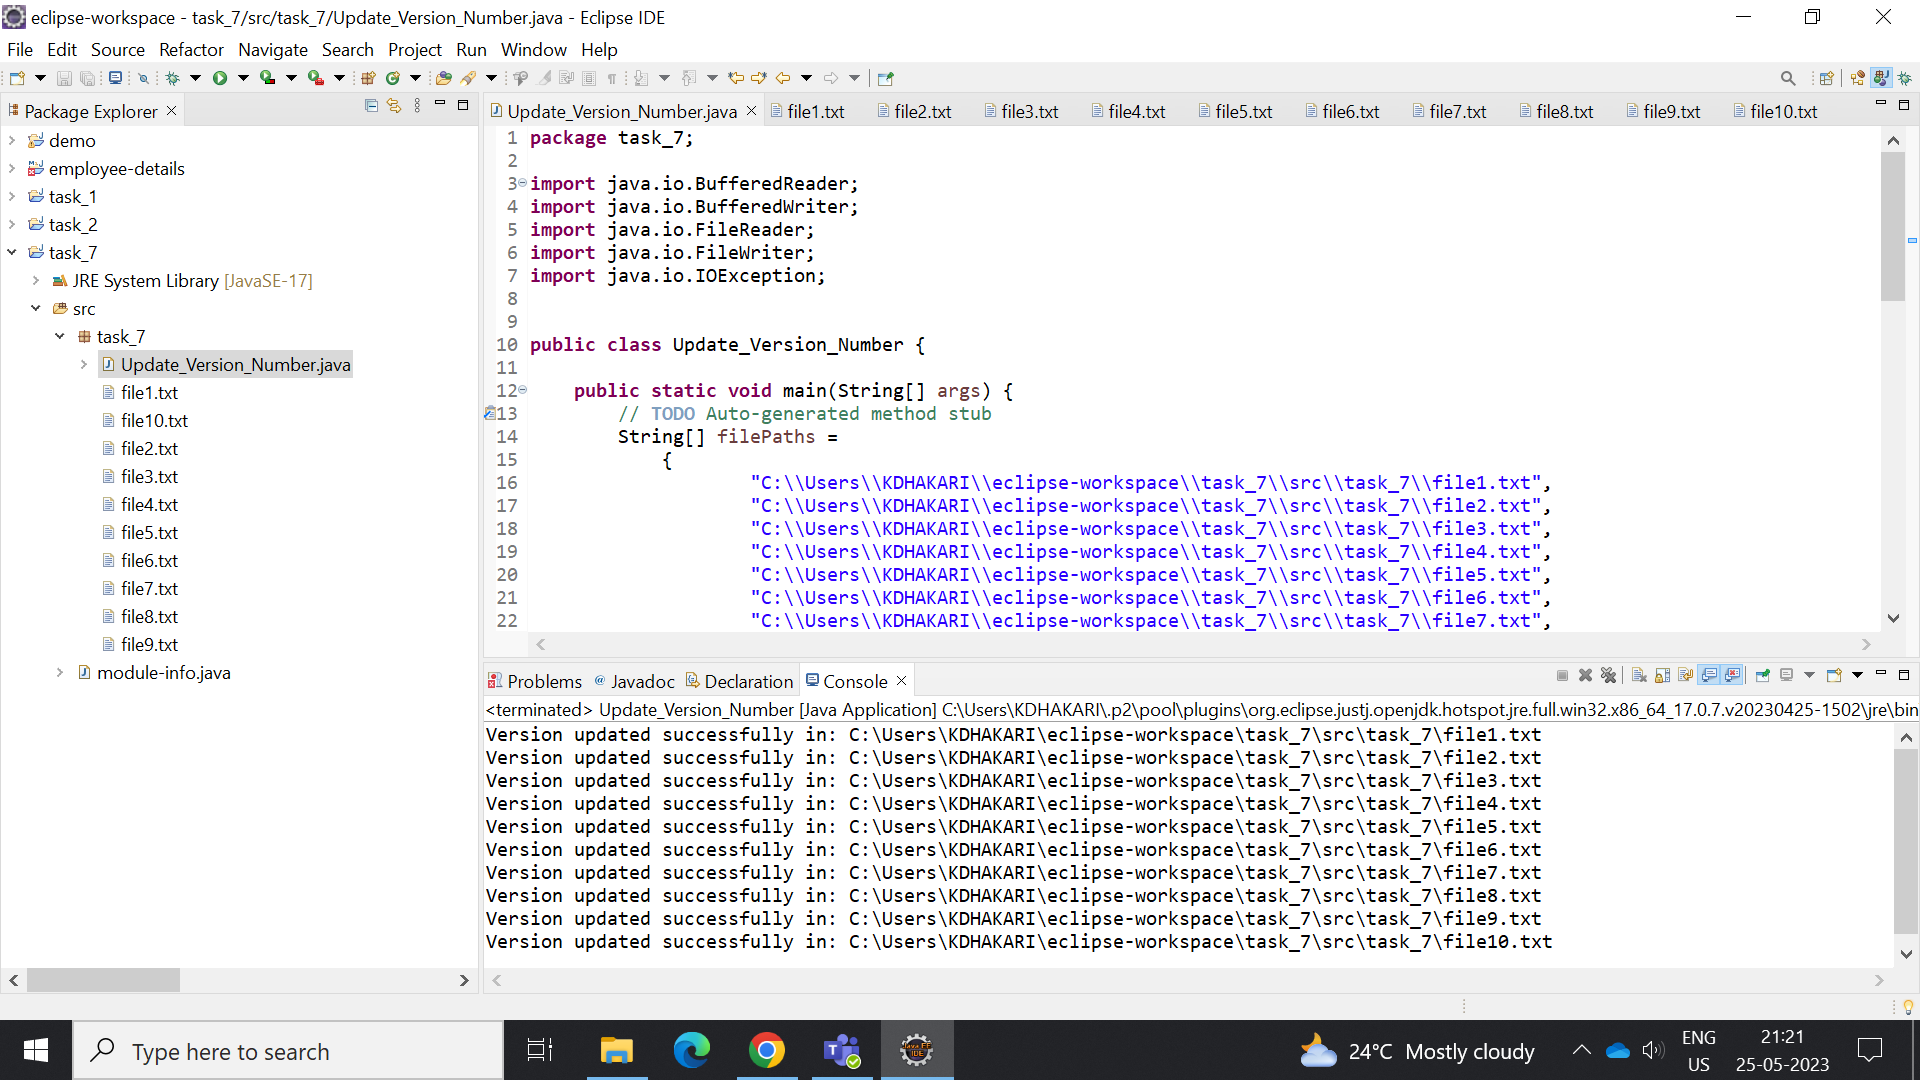 eclipse-workspace - task_7/src/task_7/Update_Version_Number.java - Eclipse IDE
File Edit Source Refactor Navigate Search Project Run Window Help
Package Explorer
demo
employee-details
task_1
task_2
task_7
JRE System Library [JavaSE-17]
src
task_7
Update_Version_Number.java
file1.txt
file10.txt
file2.txt
file3.txt
file4.txt
file5.txt
file6.txt
file7.txt
file8.txt
file9.txt
module-info.java
Update_Version_Number.java file1.txt file2.txt file3.txt file4.txt file5.txt file6.txt file7.txt file8.txt file9.txt file10.txt
1 package task_7;
2
3 import java.io.BufferedReader;
4 import java.io.BufferedWriter;
5 import java.io.FileReader;
6 import java.io.FileWriter;
7 import java.io.IOException;
8
9
10 public class Update_Version_Number {
11
12 public static void main(String[] args) {
13 // TODO Auto-generated method stub
14 String[] filePaths =
15 {
16 "C:\\Users\\KDHAKARI\\eclipse-workspace\\task_7\\src\\task_7\\file1.txt",
17 "C:\\Users\\KDHAKARI\\eclipse-workspace\\task_7\\src\\task_7\\file2.txt",
18 "C:\\Users\\KDHAKARI\\eclipse-workspace\\task_7\\src\\task_7\\file3.txt",
19 "C:\\Users\\KDHAKARI\\eclipse-workspace\\task_7\\src\\task_7\\file4.txt",
20 "C:\\Users\\KDHAKARI\\eclipse-workspace\\task_7\\src\\task_7\\file5.txt",
21 "C:\\Users\\KDHAKARI\\eclipse-workspace\\task_7\\src\\task_7\\file6.txt",
22 "C:\\Users\\KDHAKARI\\eclipse-workspace\\task_7\\src\\task_7\\file7.txt",
Problems @ Javadoc Declaration Console
<terminated> Update_Version_Number [Java Application] C:\Users\KDHAKARI\.p2\pool\plugins\org.eclipse.justj.openjdk.hotspot.jre.full.win32.x86_64_17.0.7.v20230425-1502\jre\bin
Version updated successfully in: C:\Users\KDHAKARI\eclipse-workspace\task_7\src\task_7\file1.txt
Version updated successfully in: C:\Users\KDHAKARI\eclipse-workspace\task_7\src\task_7\file2.txt
Version updated successfully in: C:\Users\KDHAKARI\eclipse-workspace\task_7\src\task_7\file3.txt
Version updated successfully in: C:\Users\KDHAKARI\eclipse-workspace\task_7\src\task_7\file4.txt
Version updated successfully in: C:\Users\KDHAKARI\eclipse-workspace\task_7\src\task_7\file5.txt
Version updated successfully in: C:\Users\KDHAKARI\eclipse-workspace\task_7\src\task_7\file6.txt
Version updated successfully in: C:\Users\KDHAKARI\eclipse-workspace\task_7\src\task_7\file7.txt
Version updated successfully in: C:\Users\KDHAKARI\eclipse-workspace\task_7\src\task_7\file8.txt
Version updated successfully in: C:\Users\KDHAKARI\eclipse-workspace\task_7\src\task_7\file9.txt
Version updated successfully in: C:\Users\KDHAKARI\eclipse-workspace\task_7\src\task_7\file10.txt
Type here to search
Java EE
IDE
24°C Mostly cloudy
ENG
US
21:21
25-05-2023